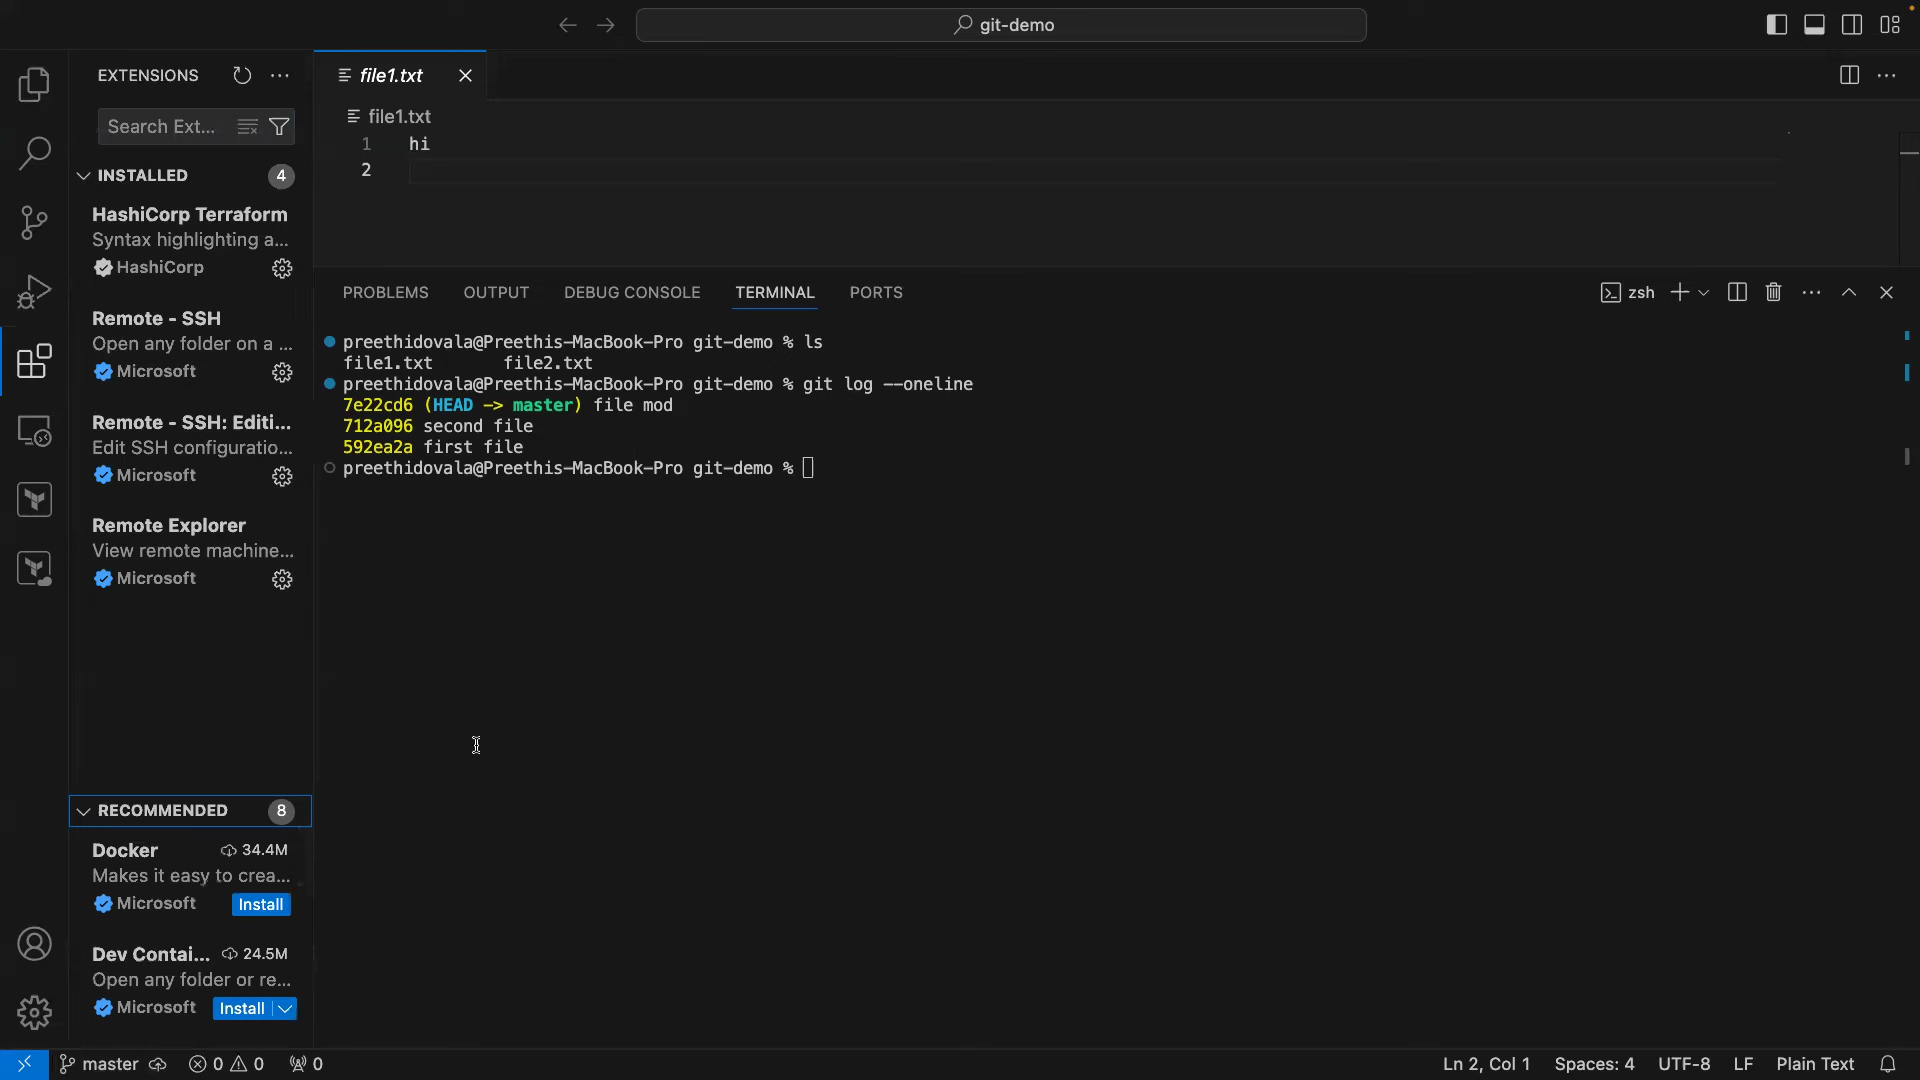 git-demo
EXTENSIONS
Search Ext...
INSTALLED 4
HashiCorp Terraform
Syntax highlighting a...
HashiCorp
Remote - SSH
Open any folder on a ...
Microsoft
Remote - SSH: Editi...
Edit SSH configuratio...
Microsoft
Remote Explorer
View remote machine...
Microsoft
RECOMMENDED 8
Docker 34.4M
Makes it easy to crea...
Microsoft Install
Dev Contai... 24.5M
Open any folder or re...
Microsoft Install
file1.txt
file1.txt
1 hi
2
PROBLEMS OUTPUT DEBUG CONSOLE TERMINAL PORTS zsh
preethidovala@Preethis-MacBook-Pro git-demo % ls
file1.txt file2.txt
preethidovala@Preethis-MacBook-Pro git-demo % git log --oneline
7e22cd6 (HEAD -> master) file mod
712a096 second file
592ea2a first file
preethidovala@Preethis-MacBook-Pro git-demo %
master 0 0 0 Ln 2, Col 1 Spaces: 4 UTF-8 LF Plain Text